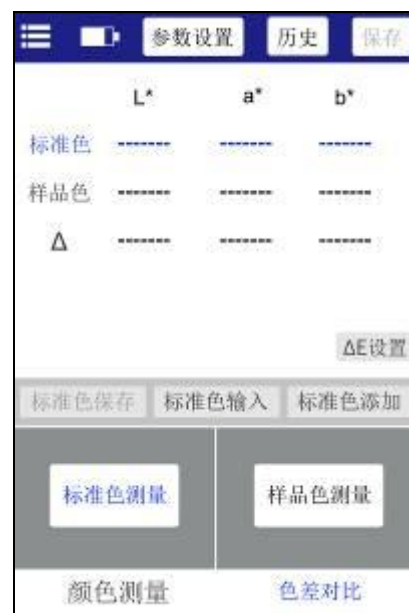 参数设置 历史 保存
L* a* b*
标准色 ------- ------- -------
样品色 ------- ------- -------
Δ ------- ------- -------
ΔE设置
标准色保存 标准色输入 标准色添加
标准色测量 样品色测量
颜色测量 色差对比